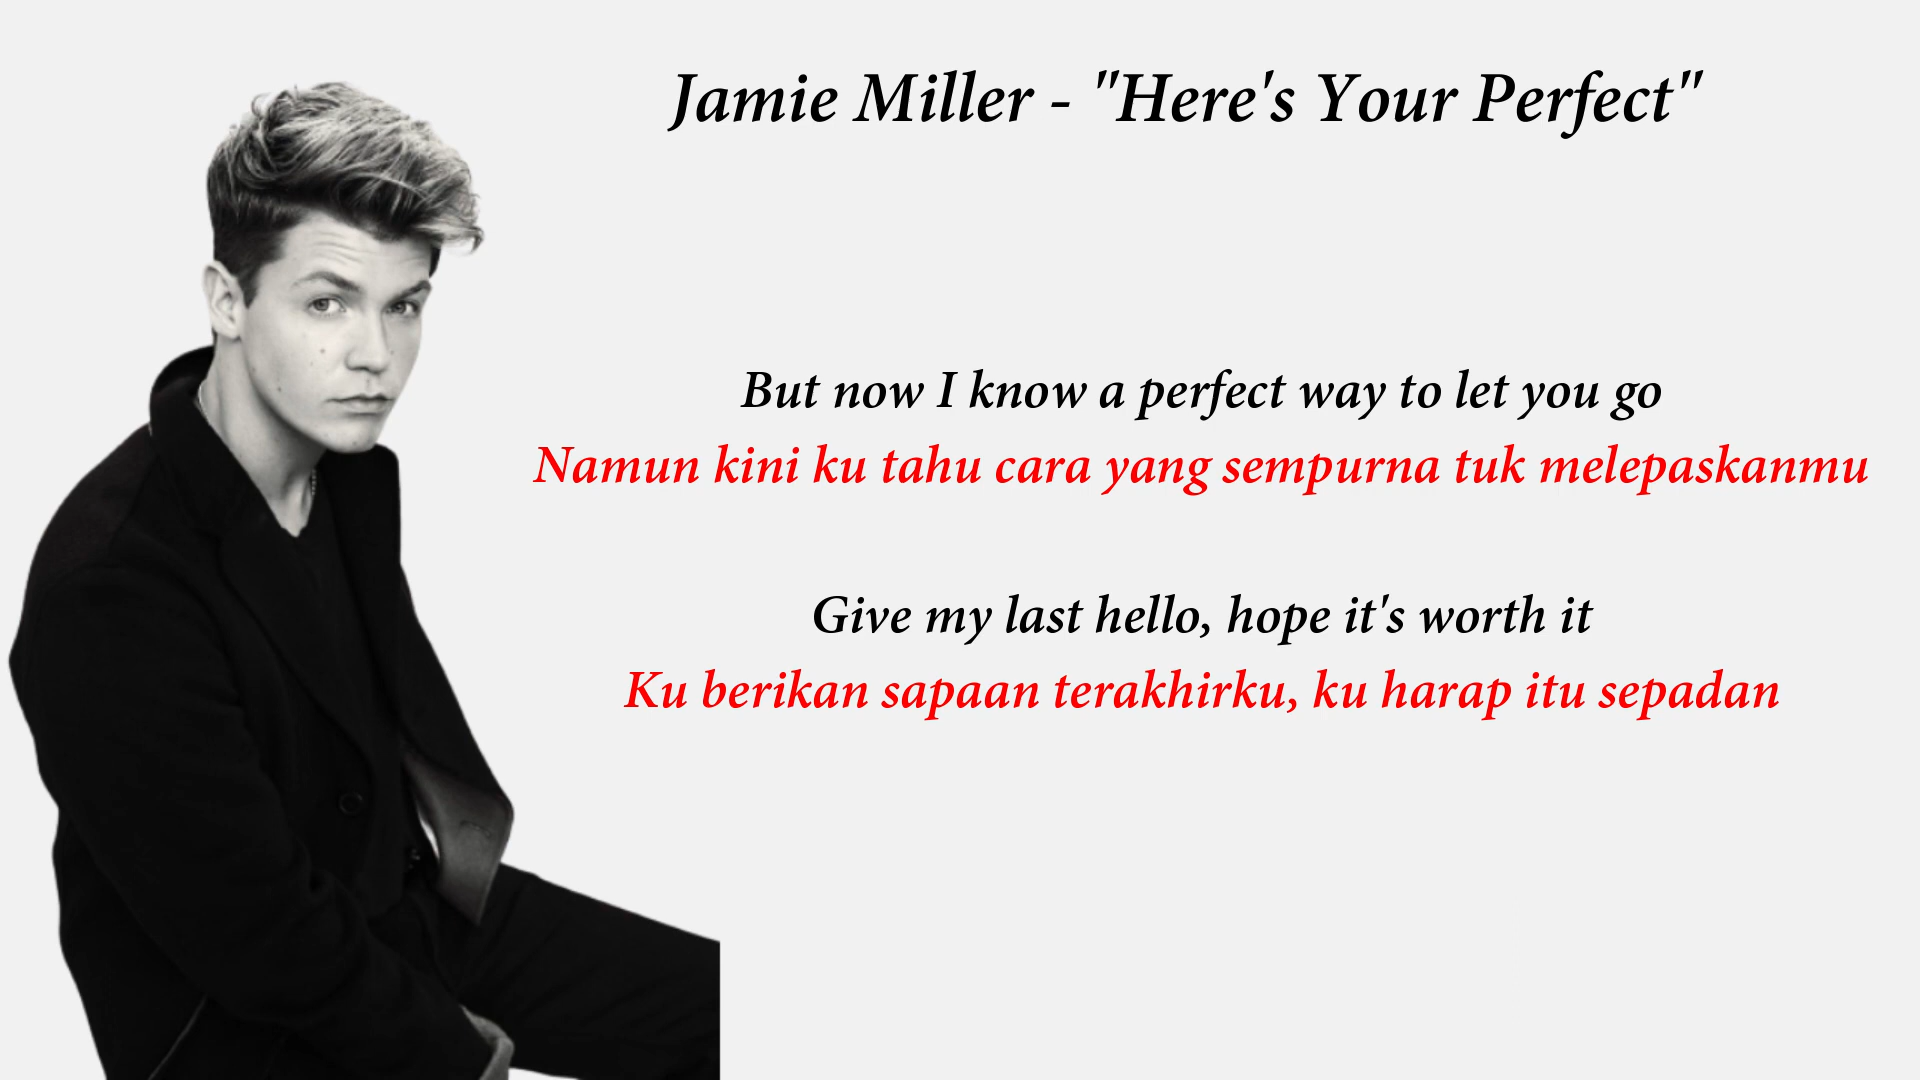 Jamie Miller - "Here's Your Perfect"
But now I know a perfect way to let you go
Namun kini ku tahu cara yang sempurna tuk melepaskanmu
Give my last hello, hope it's worth it
Ku berikan sapaan terakhirku, ku harap itu sepadan